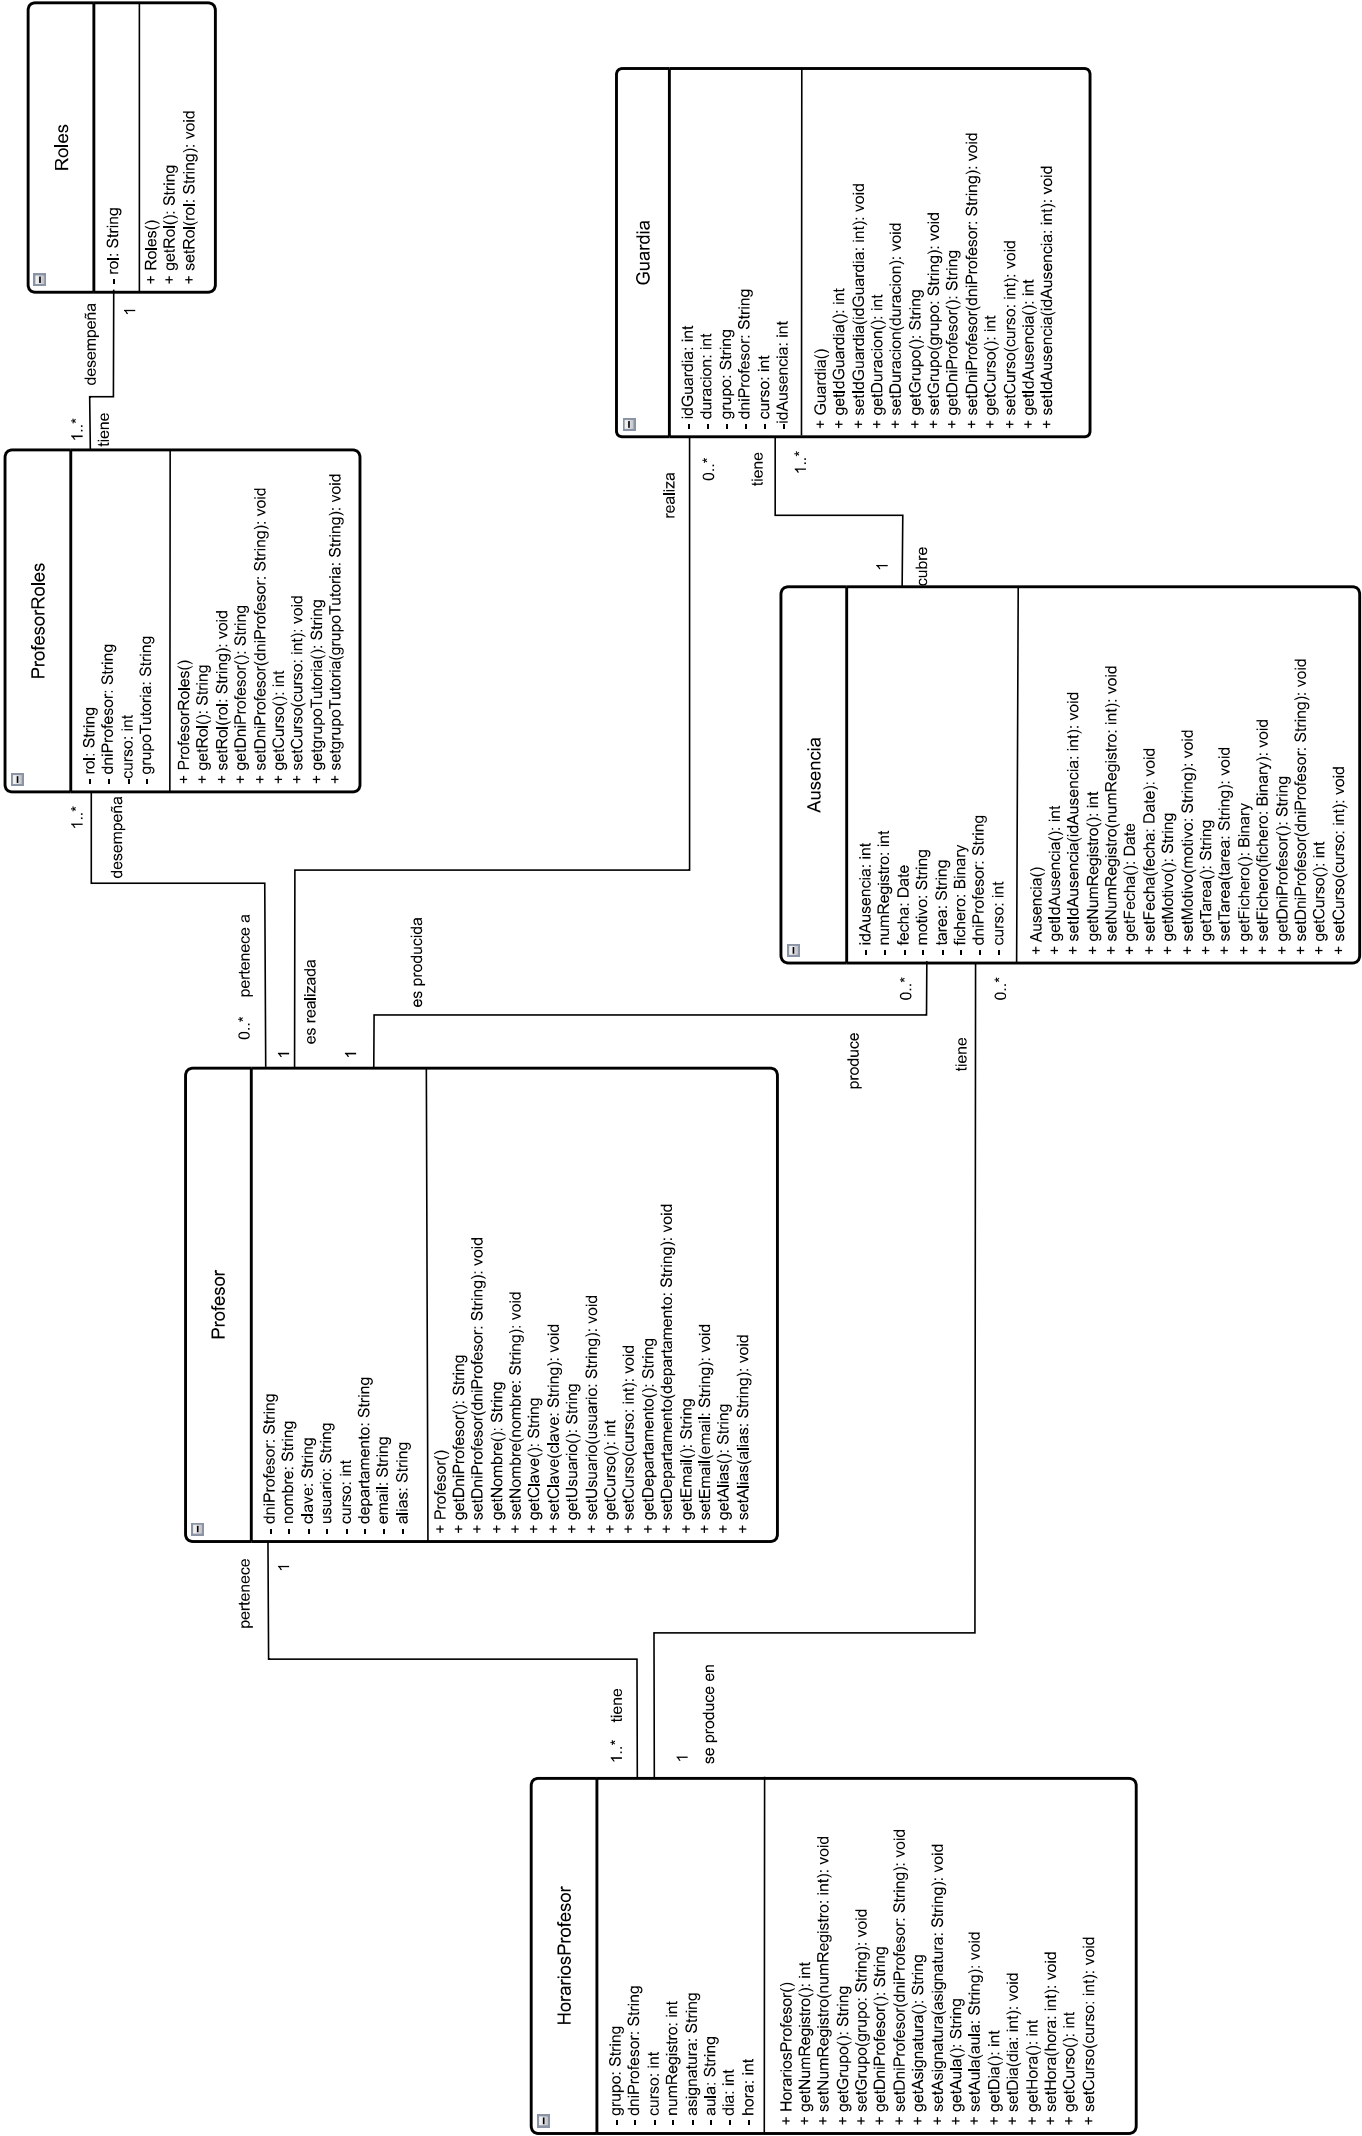 Roles
- rol: String
+ Roles()
+ getRol(): String
+ setRol(rol: String): void
desempeña
1
1..*
tiene
ProfesorRoles
- rol: String
- dniProfesor: String
-curso: int
- grupoTutoria: String
+ ProfesorRoles()
+ getRol(): String
+ setRol(rol: String): void
+ getDniProfesor(): String
+ setDniProfesor(dniProfesor: String): void
+ getCurso(): int
+ setCurso(curso: int): void
+ getgrupoTutoria(): String
+ setgrupoTutoria(grupoTutoria: String): void
1..*
desempeña
pertenece a
0..*
Guardia
- idGuardia: int
- duracion: int
- grupo: String
- dniProfesor: String
- curso: int
-idAusencia: int
+ Guardia()
+ getIdGuardia(): int
+ setIdGuardia(idGuardia: int): void
+ getDuracion(): int
+ setDuracion(duracion): void
+ getGrupo(): String
+ setGrupo(grupo: String): void
+ getDniProfesor(): String
+ setDniProfesor(dniProfesor: String): void
+ getCurso(): int
+ setCurso(curso: int): void
+ getIdAusencia(): int
+ setIdAusencia(idAusencia: int): void
realiza
0..*
tiene
1..*
1
cubre
Ausencia
- idAusencia: int
- numRegistro: int
- fecha: Date
- motivo: String
- tarea: String
- fichero: Binary
- dniProfesor: String
- curso: int
+ Ausencia()
+ getIdAusencia(): int
+ setIdAusencia(idAusencia: int): void
+ getNumRegistro(): int
+ setNumRegistro(numRegistro: int): void
+ getFecha(): Date
+ setFecha(fecha: Date): void
+ getMotivo(): String
+ setMotivo(motivo: String): void
+ getTarea(): String
+ setTarea(tarea: String): void
+ getFichero(): Binary
+ setFichero(fichero: Binary): void
+ getDniProfesor(): String
+ setDniProfesor(dniProfesor: String): void
+ getCurso(): int
+ setCurso(curso: int): void
1
es realizada
1
es producida
0..*
produce
0..*
tiene
Profesor
- dniProfesor: String
- nombre: String
- clave: String
- usuario: String
- curso: int
- departamento: String
- email: String
- alias: String
+ Profesor()
+ getDniProfesor(): String
+ setDniProfesor(dniProfesor: String): void
+ getNombre(): String
+ setNombre(nombre: String): void
+ getClave(): String
+ setClave(clave: String): void
+ getUsuario(): String
+ setUsuario(usuario: String): void
+ getCurso(): int
+ setCurso(curso: int): void
+ getDepartamento(): String
+ setDepartamento(departamento: String): void
+ getEmail(): String
+ setEmail(email: String): void
+ getAlias(): String
+ setAlias(alias: String): void
pertenece
1
1..*
tiene
1
se produce en
HorariosProfesor
- grupo: String
- dniProfesor: String
- curso: int
- numRegistro: int
- asignatura: String
- aula: String
- dia: int
- hora: int
+ HorariosProfesor()
+ getNumRegistro(): int
+ setNumRegistro(numRegistro: int): void
+ getGrupo(): String
+ setGrupo(grupo: String): void
+ getDniProfesor(): String
+ setDniProfesor(dniProfesor: String): void
+ getAsignatura(): String
+ setAsignatura(asignatura: String): void
+ getAula(): String
+ setAula(aula: String): void
+ getDia(): int
+ setDia(dia: int): void
+ getHora(): int
+ setHora(hora: int): void
+ getCurso(): int
+ setCurso(curso: int): void